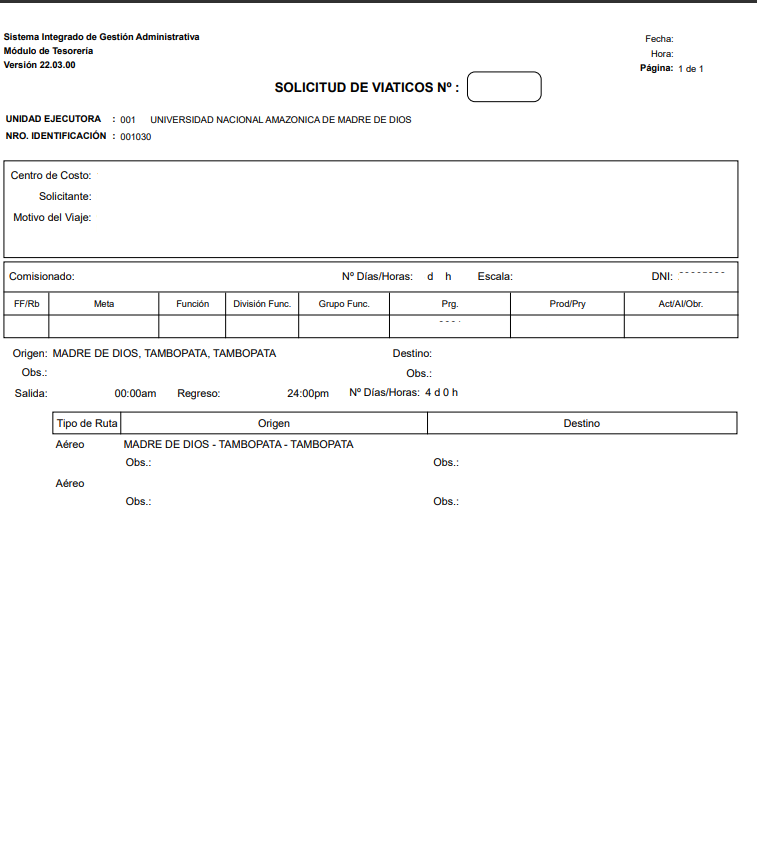 Sistema Integrado de Gestión Administrativa
Módulo de Tesorería
Versión 22.03.00
Fecha:
Hora:
Página: 1 de 1
SOLICITUD DE VIATICOS Nº :
UNIDAD EJECUTORA : 001 UNIVERSIDAD NACIONAL AMAZONICA DE MADRE DE DIOS
NRO. IDENTIFICACIÓN : 001030
Centro de Costo:
Solicitante:
Motivo del Viaje:
Comisionado: Nº Días/Horas: d h Escala: DNI:
FF/Rb Meta Función División Func. Grupo Func. Prg. Prod/Pry Act/AI/Obr.
Origen: MADRE DE DIOS, TAMBOPATA, TAMBOPATA Destino:
Obs.: Obs.:
Salida: 00:00am Regreso: 24:00pm Nº Días/Horas: 4 d 0 h
Tipo de Ruta Origen Destino
Aéreo MADRE DE DIOS - TAMBOPATA - TAMBOPATA
Obs.: Obs.:
Aéreo
Obs.: Obs.: